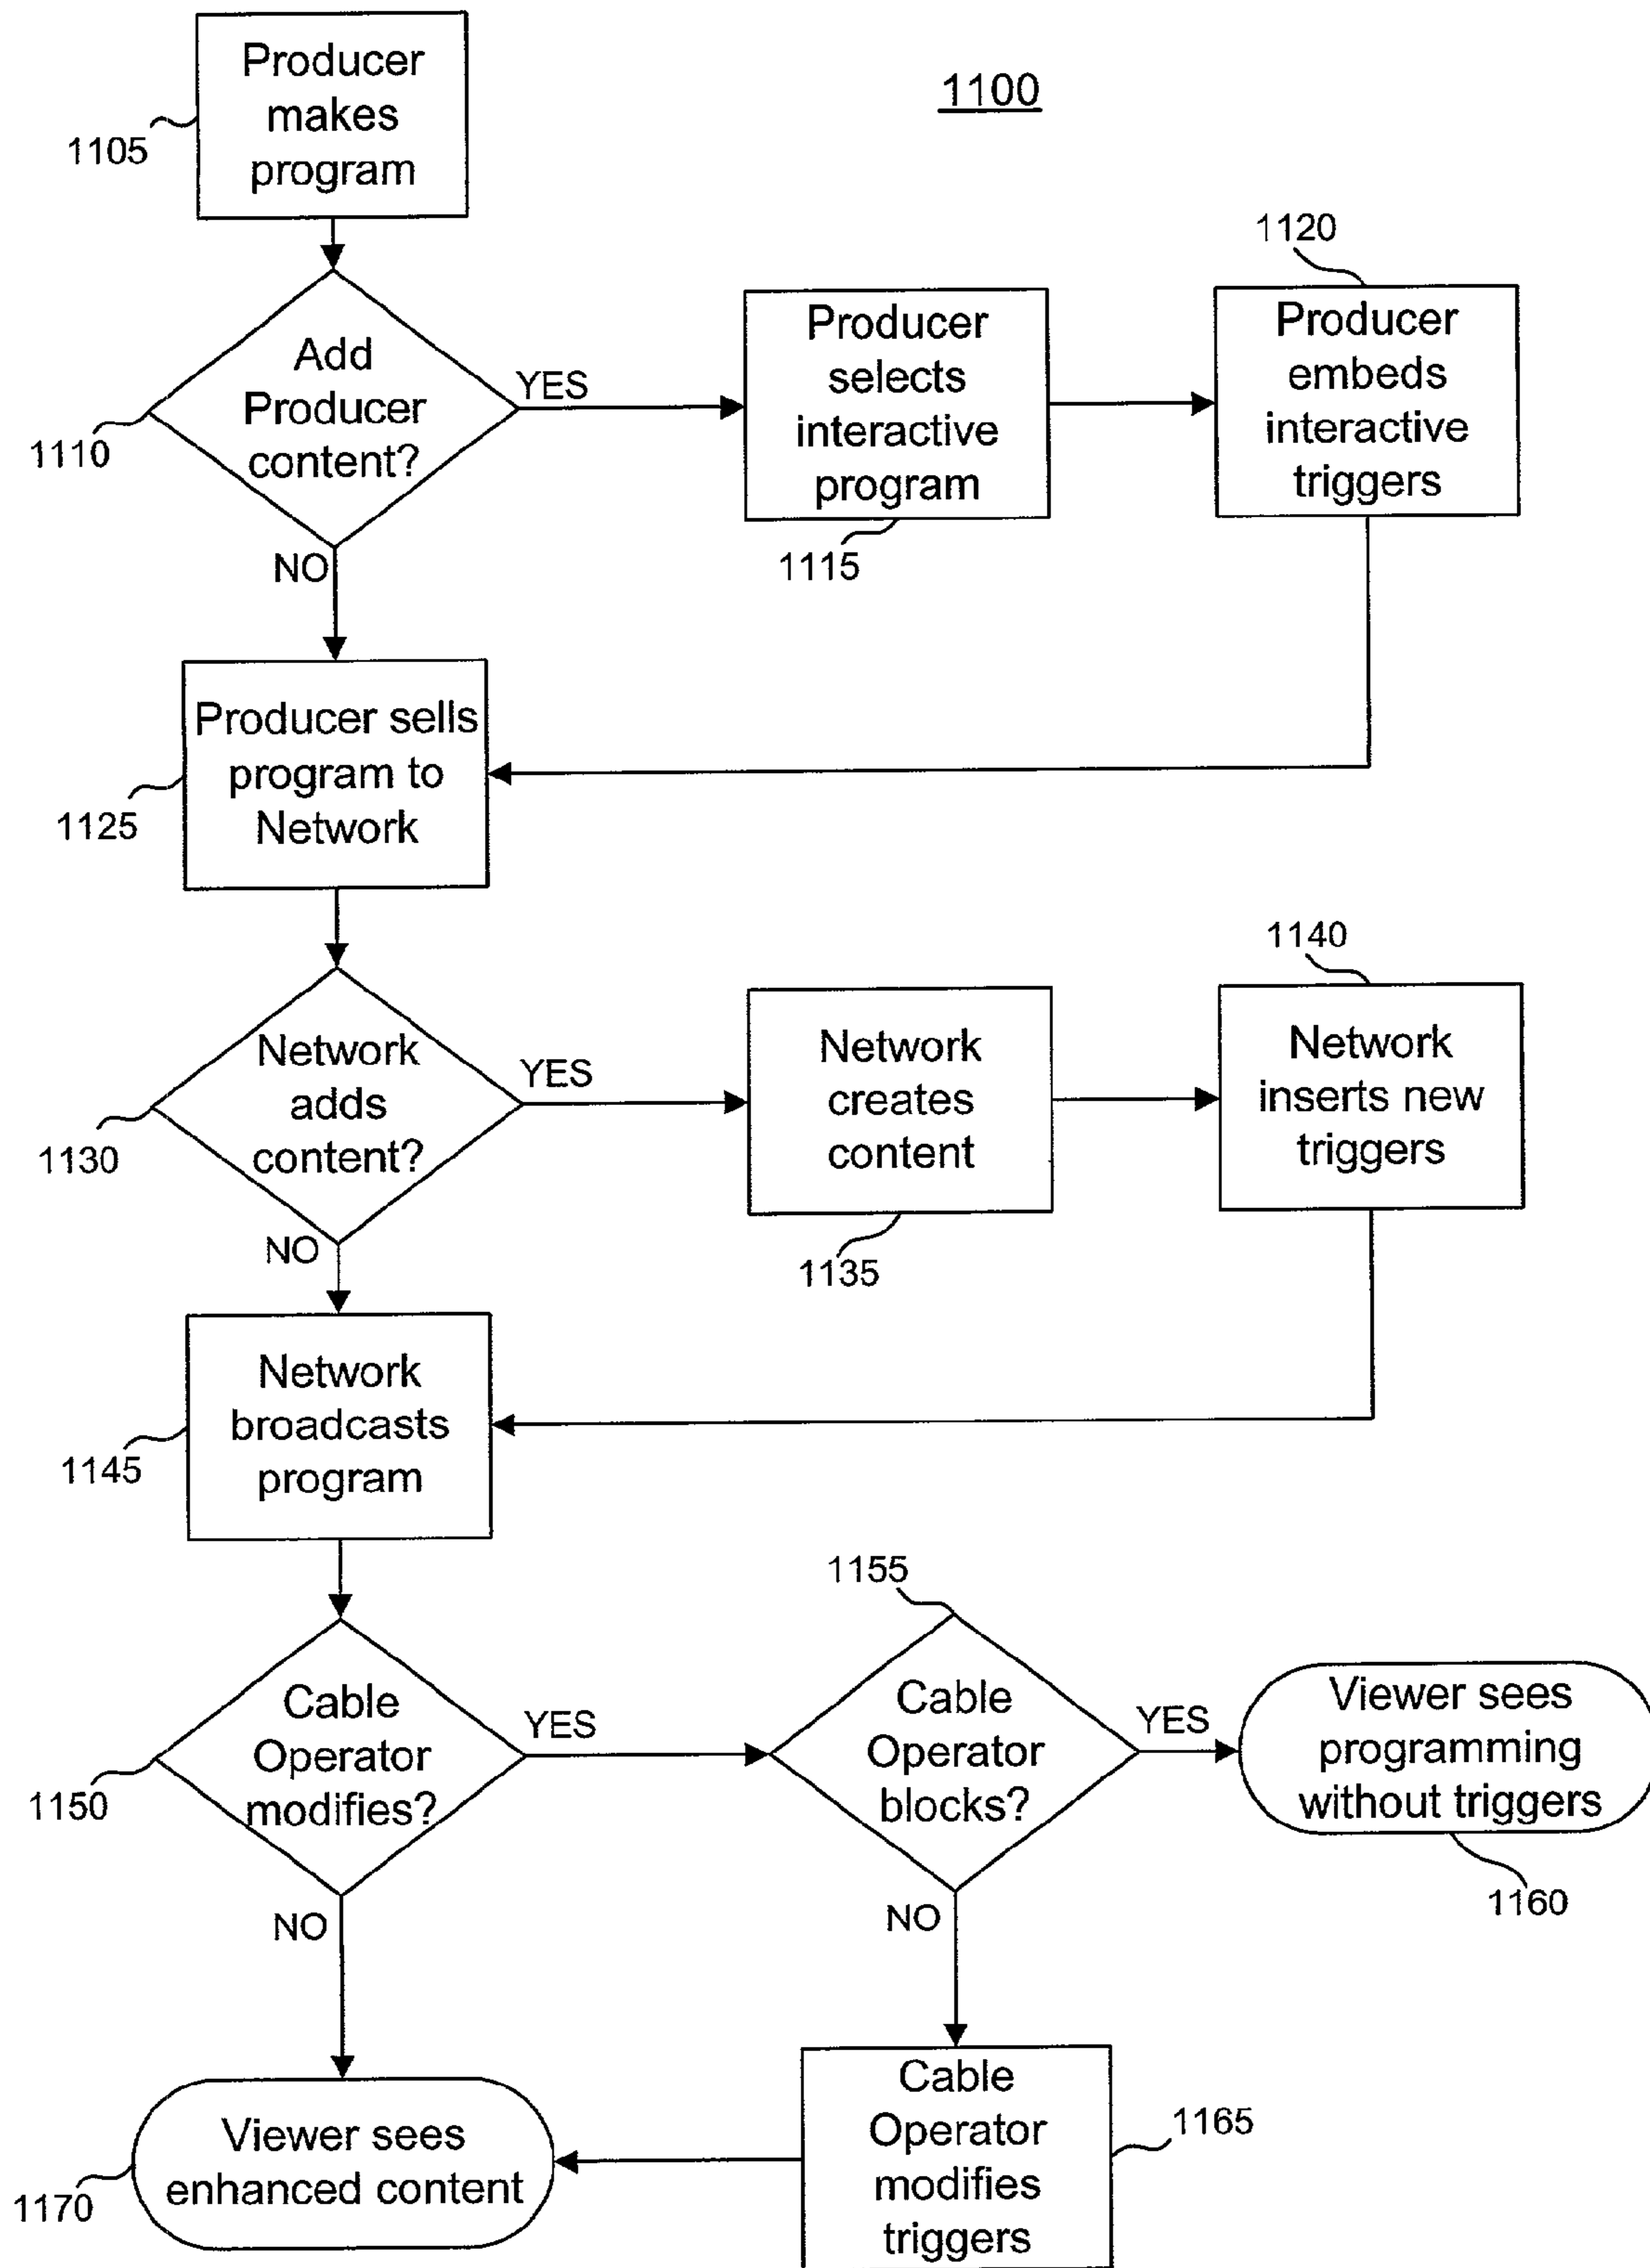 1100
Producer
makes
program
1105
Add
Producer
content?
1110
YES
NO
Producer
selects
interactive
program
1115
1120
Producer
embeds
interactive
triggers
Producer sells
program to
Network
1125
Network
adds
content?
1130
YES
NO
Network
creates
content
1135
1140
Network
inserts new
triggers
Network
broadcasts
program
1145
Cable
Operator
modifies?
1150
YES
NO
1155
Cable
Operator
blocks?
YES
NO
Viewer sees
programming
without triggers
1160
Cable
Operator
modifies
triggers
1165
Viewer sees
enhanced content
1170